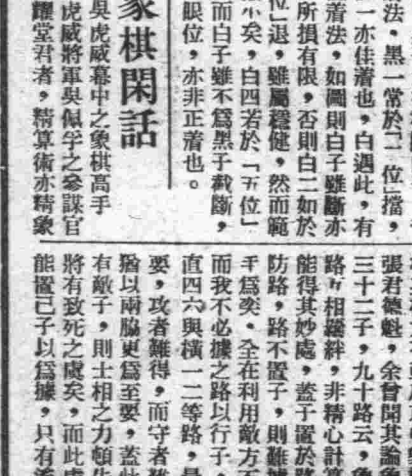 法，黑一常於「一位」擋，
一亦佳着也，白遇此，有
着法，如圖則白子雖斷亦
所損有限，否則白二如於
位」退，雖屬穩健，然而範
小矣，白四若於「五位」
而白子雖不爲黑子截斷，
眼位，亦非正着也。
象棋閑話
吳虎威幕中之象棋高手
虎威將軍吳佩孚之參謀官
耀堂君者，精算術亦精象
張君德魁，余曾聞其論象
三十二子，九十路云，象
路，相絆，非精心計
能得其妙處，蓋子置於路
防路，路不置子，則難
乎爲奕。全在利用敵方子
而我不必據之路以行子，
直四六與橫一二等路，最
要，攻者難得，而守者
猶以兩脇更爲至要，蓋
有敵子，則士相之力頓失
將有致死之虞矣，而此處
能置己子以爲據，只有